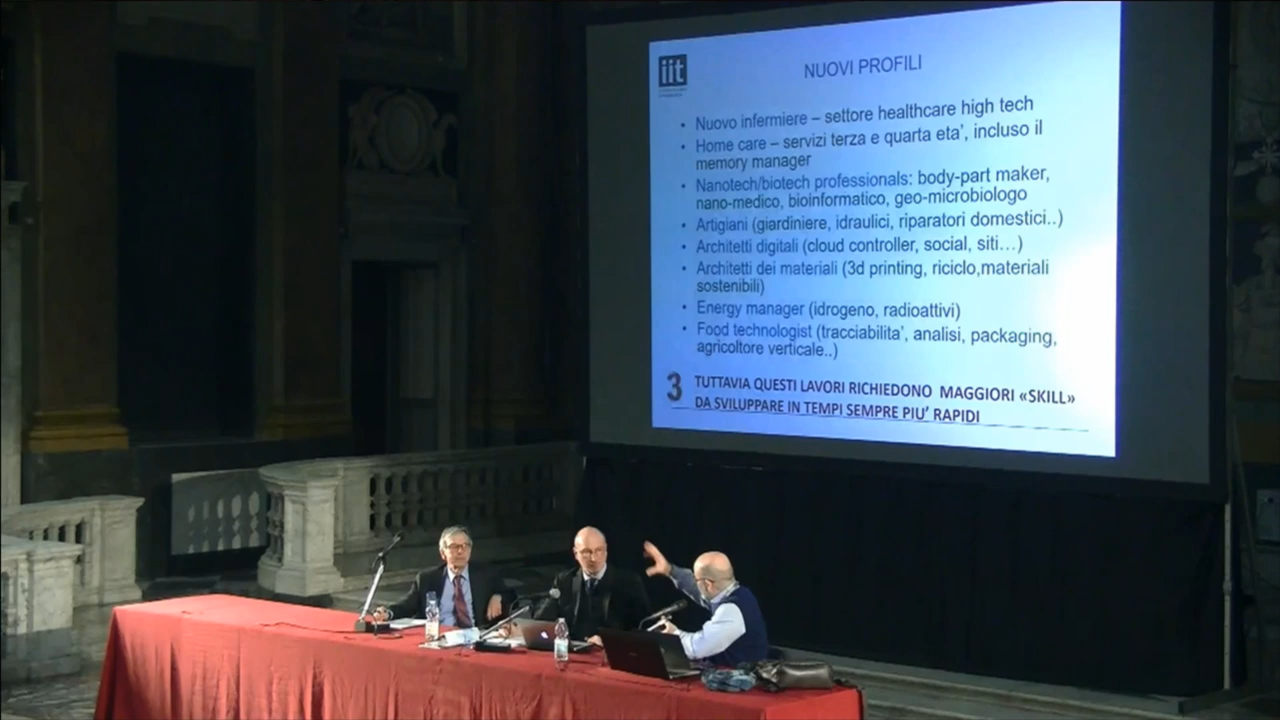 iit
NUOVI PROFILI
• Nuovo infermiere – settore healthcare high tech
• Home care – servizi terza e quarta eta’, incluso il
memory manager
• Nanotech/biotech professionals: body-part maker,
nano-medico, bioinformatico, geo-microbiologo
• Artigiani (giardiniere, idraulici, riparatori domestici..)
• Architetti digitali (cloud controller, social, siti…)
• Architetti dei materiali (3d printing, riciclo,materiali
sostenibili)
• Energy manager (idrogeno, radioattivi)
• Food technologist (tracciabilita’, analisi, packaging,
agricoltore verticale..)
3 TUTTAVIA QUESTI LAVORI RICHIEDONO MAGGIORI «SKILL»
DA SVILUPPARE IN TEMPI SEMPRE PIU’ RAPIDI